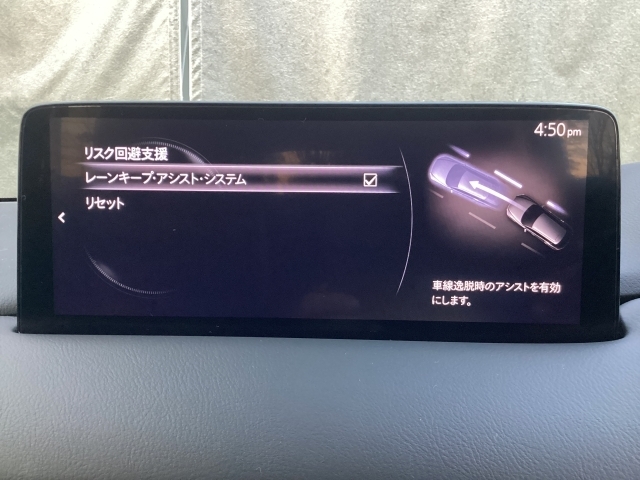 4:50pm
リスク回避支援
レーンキープ・アシスト・システム
リセット
車線逸脱時のアシストを有効
にします。